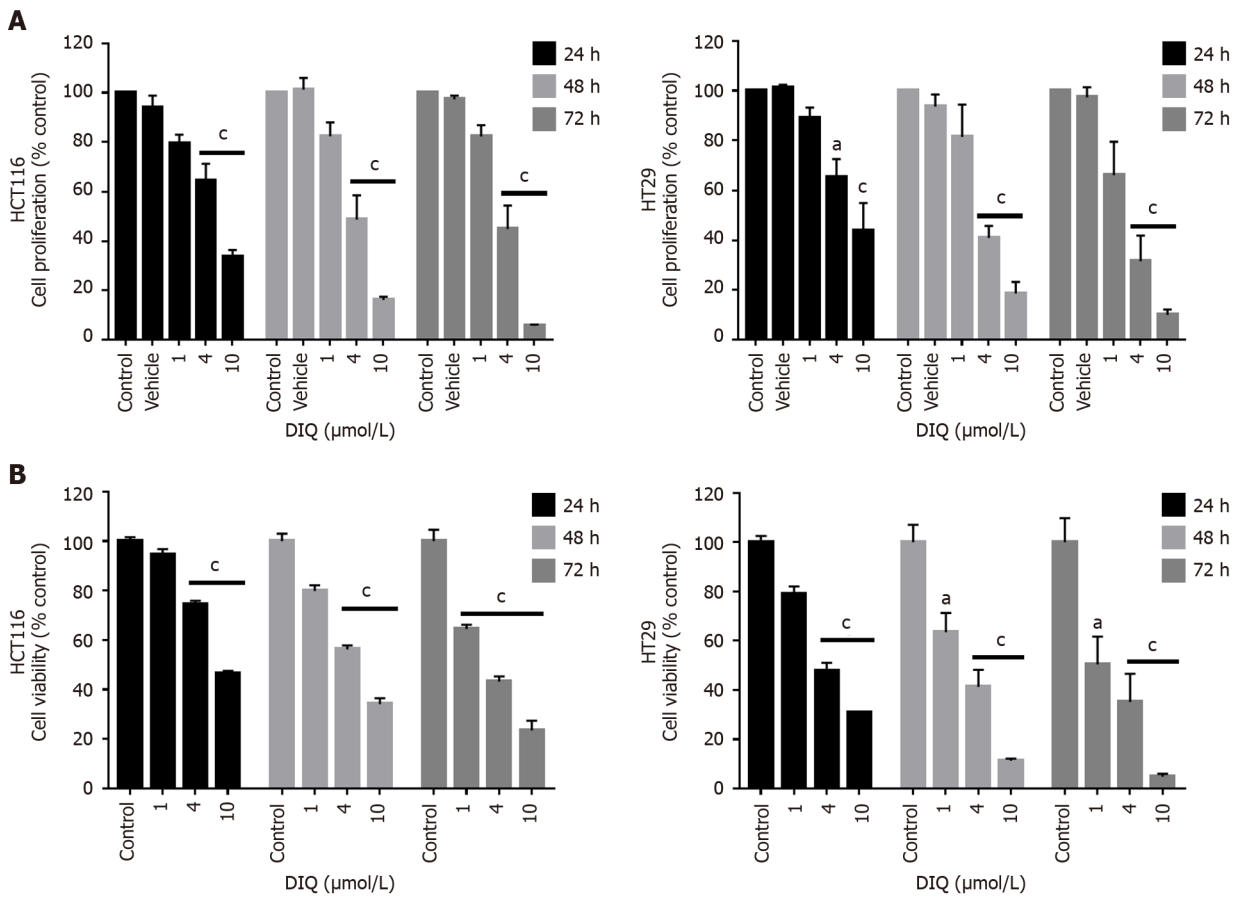 A
HCT116
Cell proliferation (% control)
120
100
80
60
40
20
0
c
c
c
24 h
48 h
72 h
Control
Vehicle
1
4
10
Control
Vehicle
1
4
10
Control
Vehicle
1
4
10
DIQ (µmol/L)
HT29
Cell proliferation (% control)
120
100
80
60
40
20
0
a
c
c
c
24 h
48 h
72 h
Control
Vehicle
1
4
10
Control
Vehicle
1
4
10
Control
Vehicle
1
4
10
DIQ (µmol/L)
B
HCT116
Cell viability (% control)
120
100
80
60
40
20
0
c
c
c
24 h
48 h
72 h
Control
1
4
10
Control
1
4
10
Control
1
4
10
DIQ (µmol/L)
HT29
Cell viability (% control)
120
100
80
60
40
20
0
c
a
c
a
c
24 h
48 h
72 h
Control
1
4
10
Control
1
4
10
Control
1
4
10
DIQ (µmol/L)